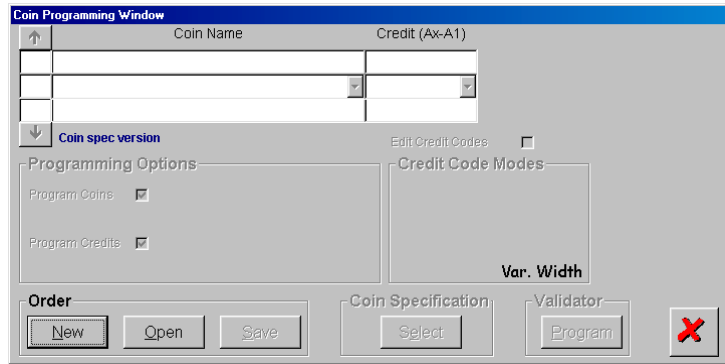 Coin Programming Window
Coin Name Credit (Ax-A1)
Coin spec version
Edit Credit Codes
Programming Options
Credit Code Modes
Program Coins
Program Credits
Var. Width
Order
Coin Specification
Validator
New Open Save Select Program